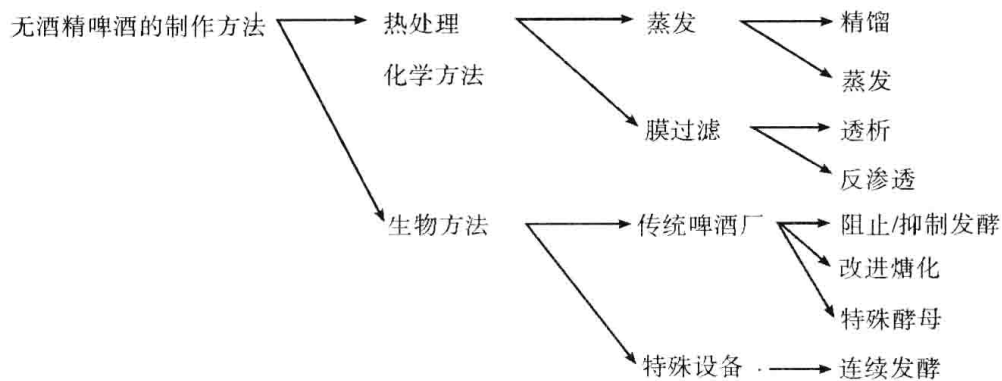 无酒精啤酒的制作方法
热处理
化学方法
蒸发
精馏
蒸发
膜过滤
透析
反渗透
生物方法
传统啤酒厂
阻止/抑制发酵
改进煻化
特殊酵母
特殊设备
连续发酵